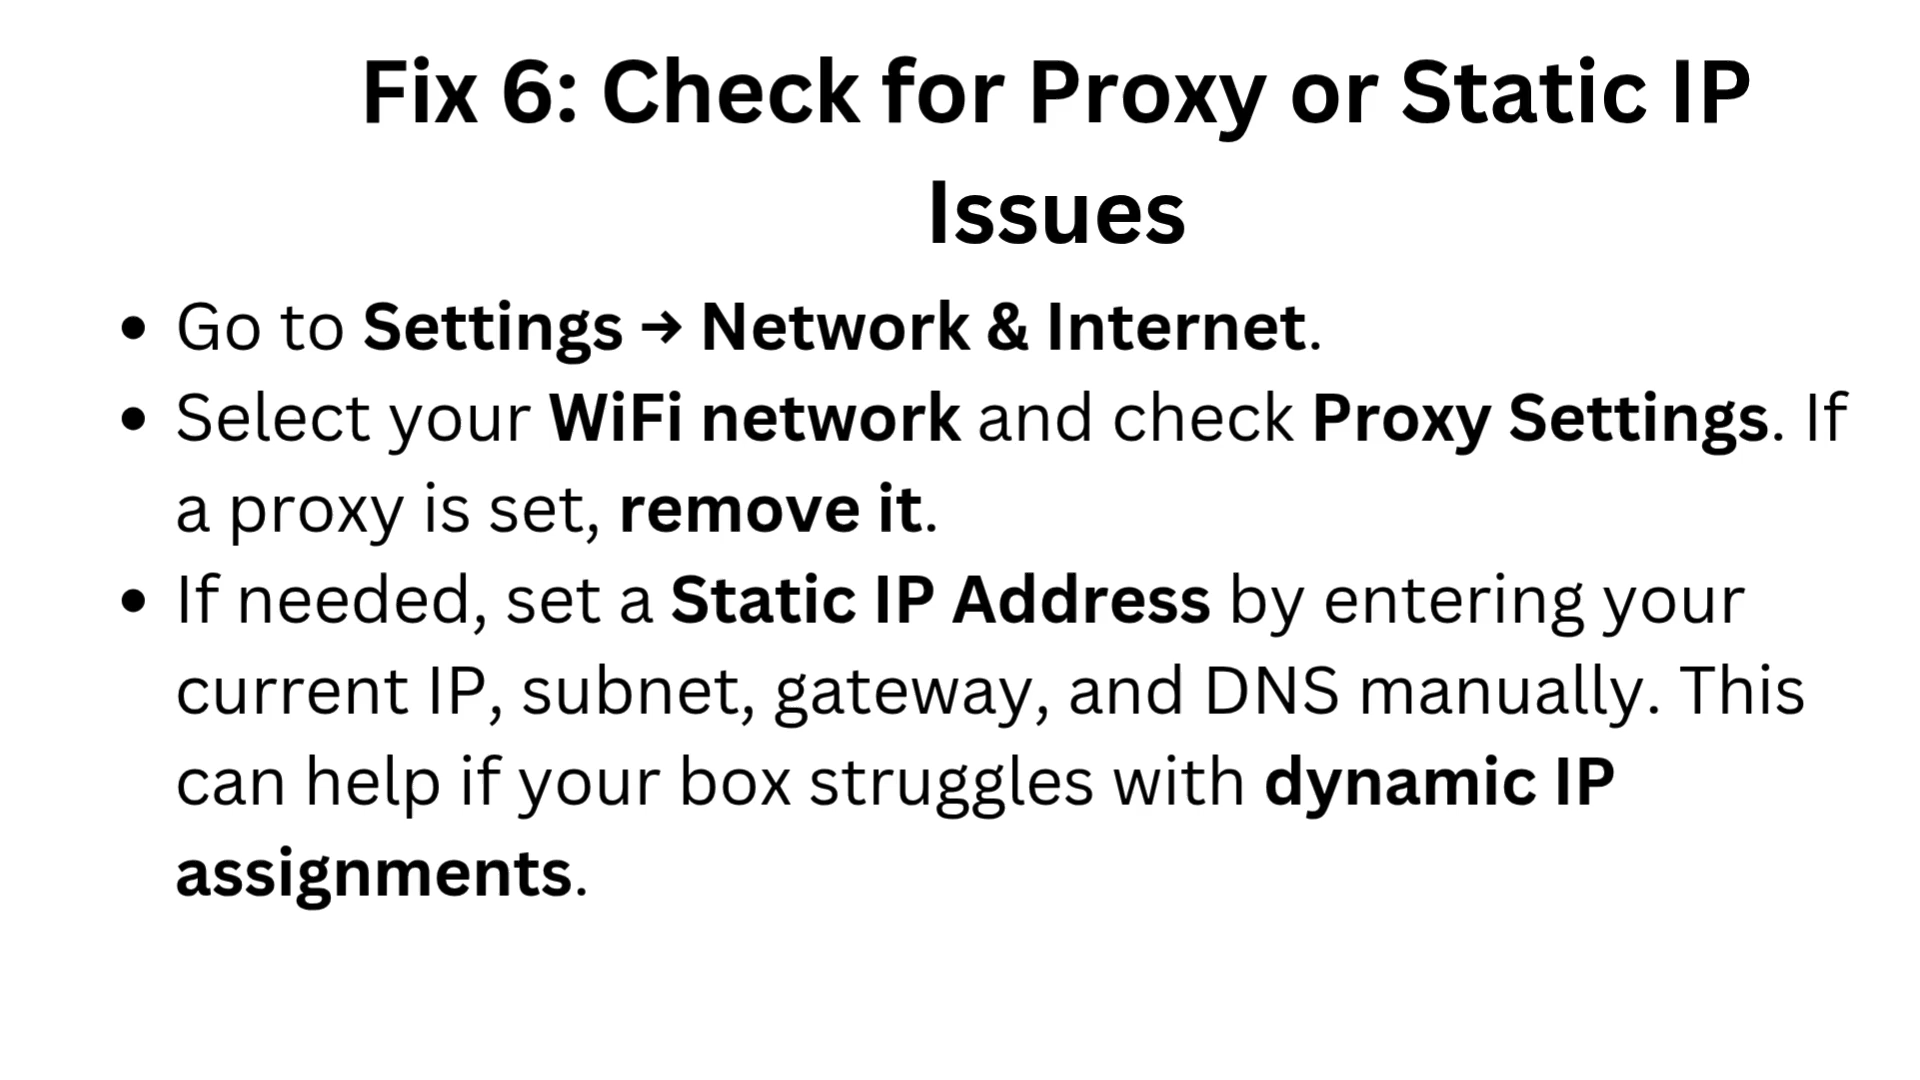 Fix 6: Check for Proxy or Static IP
Issues
• Go to Settings → Network & Internet.
• Select your WiFi network and check Proxy Settings. If
a proxy is set, remove it.
• If needed, set a Static IP Address by entering your
current IP, subnet, gateway, and DNS manually. This
can help if your box struggles with dynamic IP
assignments.